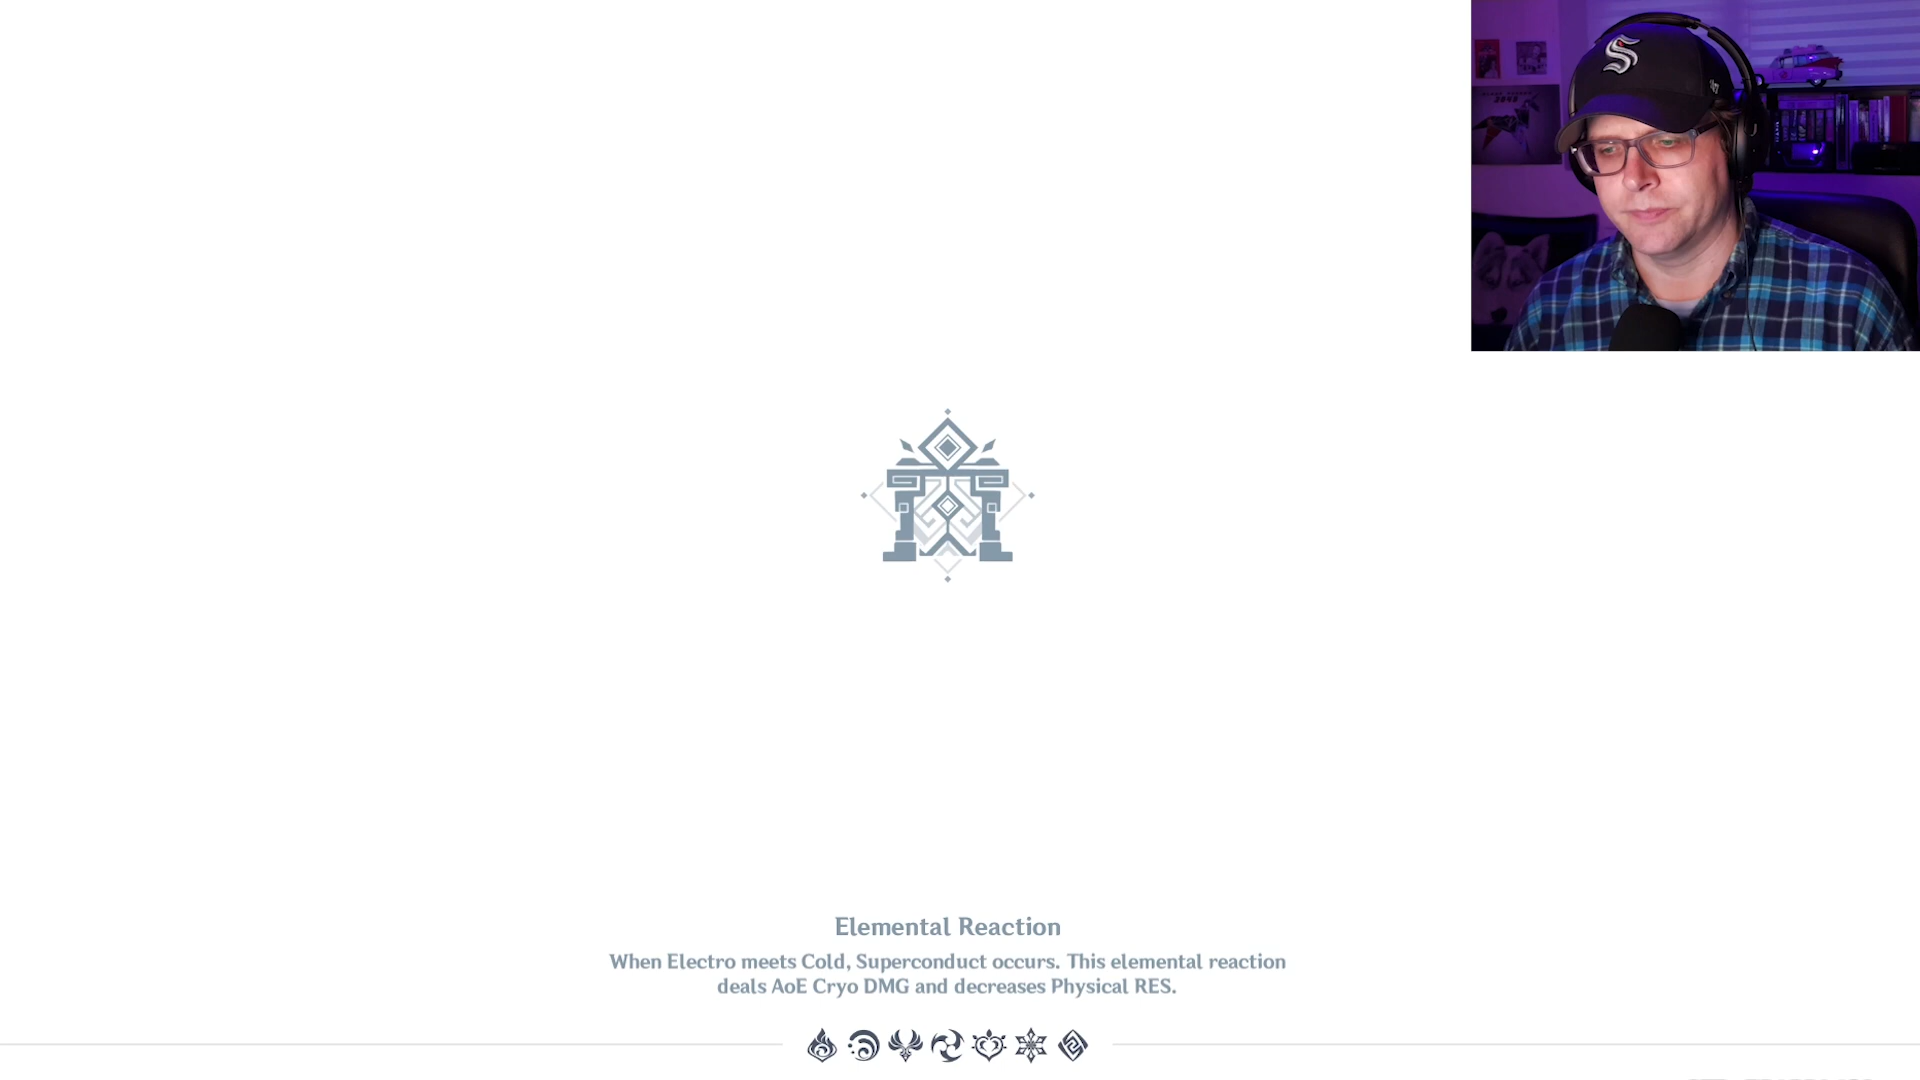 Elemental Reaction
When Electro meets Cold, Superconduct occurs. This elemental reaction
deals AoE Cryo DMG and decreases Physical RES.